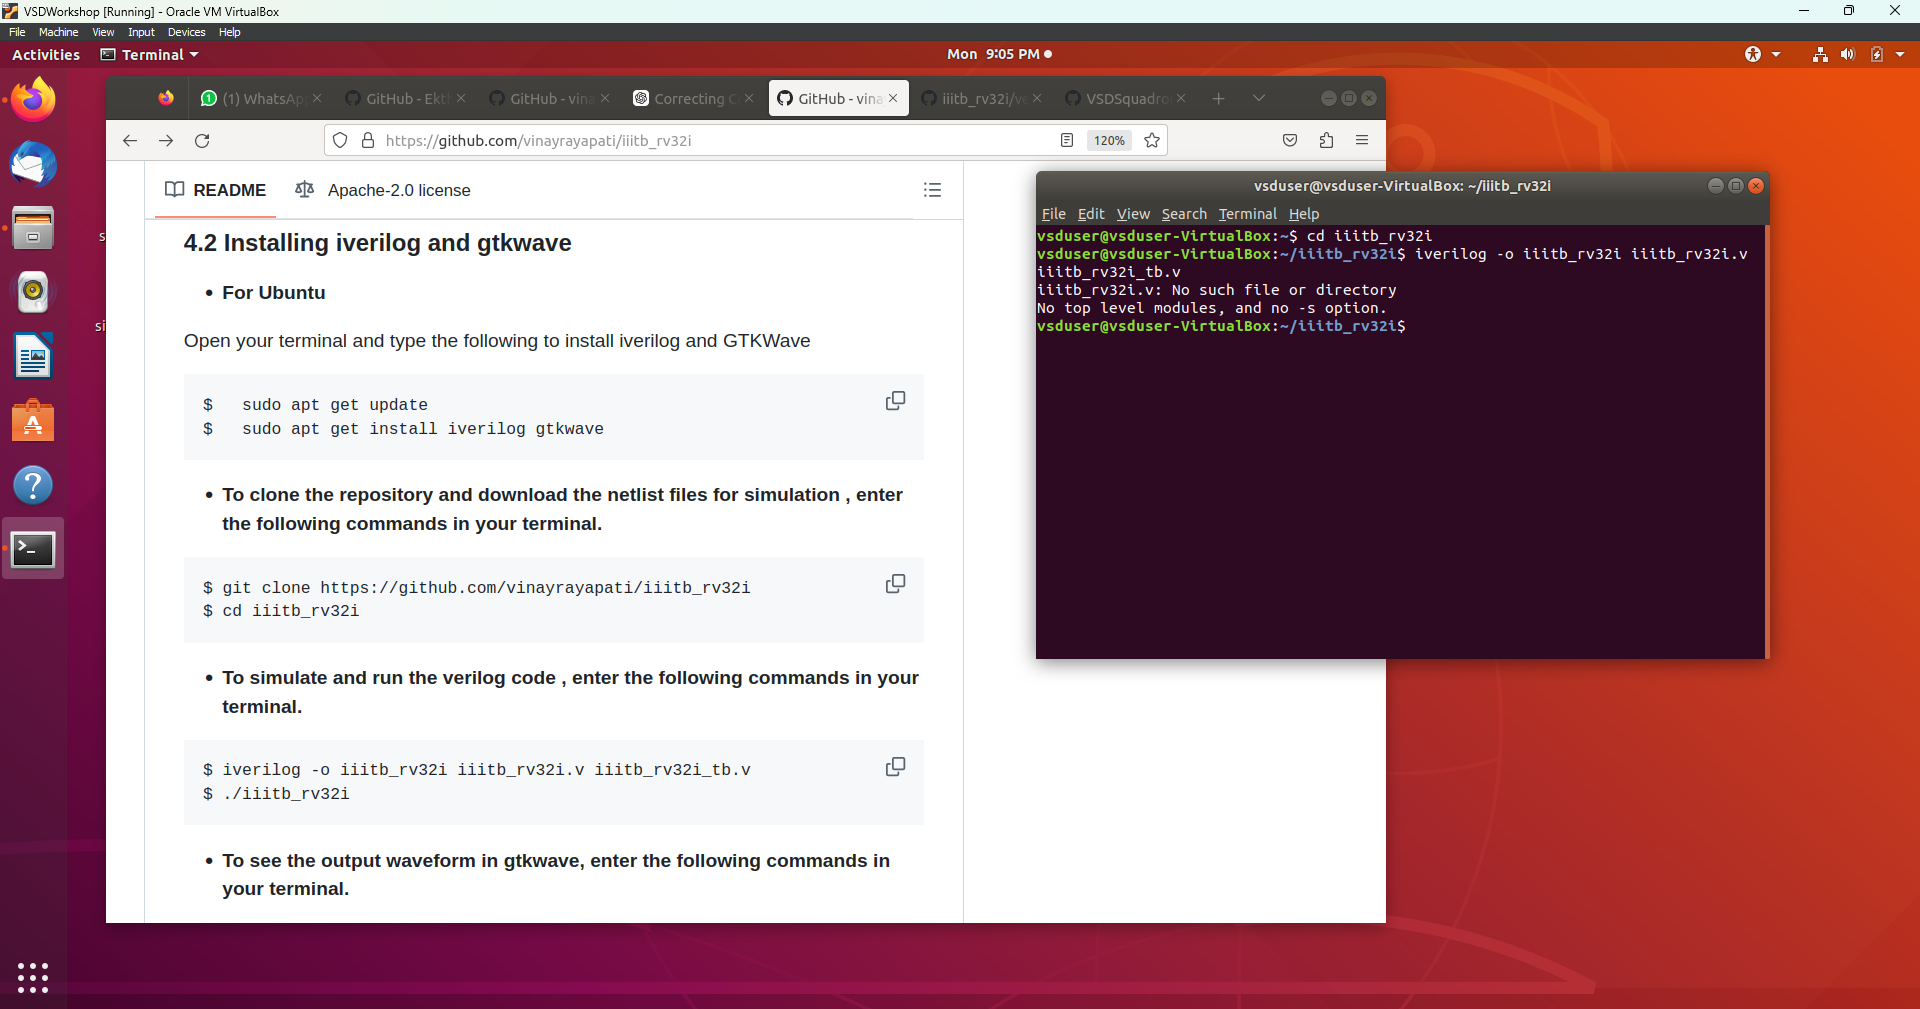 VSDWorkshop [Running] - Oracle VM VirtualBox
File Machine View Input Devices Help
Activities Terminal Mon 9:05 PM
(1) WhatsAp GitHub - Ekt GitHub - vina Correcting C GitHub - vina iiitb_rv32i/ve VSDSquadro
https://github.com/vinayrayapati/iiitb_rv32i 120%
README Apache-2.0 license
4.2 Installing iverilog and gtkwave
• For Ubuntu
Open your terminal and type the following to install iverilog and GTKWave
$   sudo apt get update
$   sudo apt get install iverilog gtkwave
• To clone the repository and download the netlist files for simulation , enter
the following commands in your terminal.
$ git clone https://github.com/vinayrayapati/iiitb_rv32i
$ cd iiitb_rv32i
• To simulate and run the verilog code , enter the following commands in your
terminal.
$ iverilog -o iiitb_rv32i iiitb_rv32i.v iiitb_rv32i_tb.v
$ ./iiitb_rv32i
• To see the output waveform in gtkwave, enter the following commands in
your terminal.
s
si
vsduser@vsduser-VirtualBox: ~/iiitb_rv32i
File Edit View Search Terminal Help
vsduser@vsduser-VirtualBox:~$ cd iiitb_rv32i
vsduser@vsduser-VirtualBox:~/iiitb_rv32i$ iverilog -o iiitb_rv32i iiitb_rv32i.v
iiitb_rv32i_tb.v
iiitb_rv32i.v: No such file or directory
No top level modules, and no -s option.
vsduser@vsduser-VirtualBox:~/iiitb_rv32i$